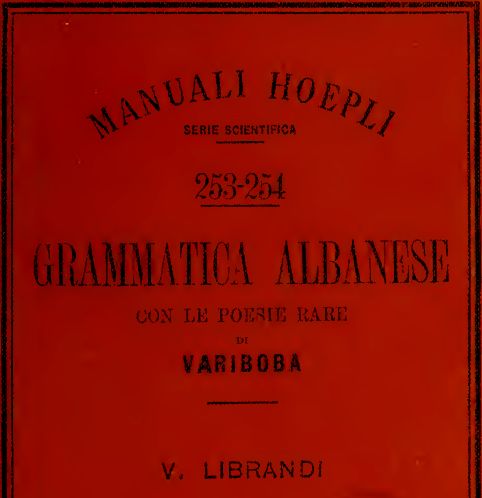 MANUALI HOEPLI
SERIE SCIENTIFICA
253-254
GRAMMATICA ALBANESE
CON LE POESIE RARE
DI
VARIBOBA
V. LIBRANDI